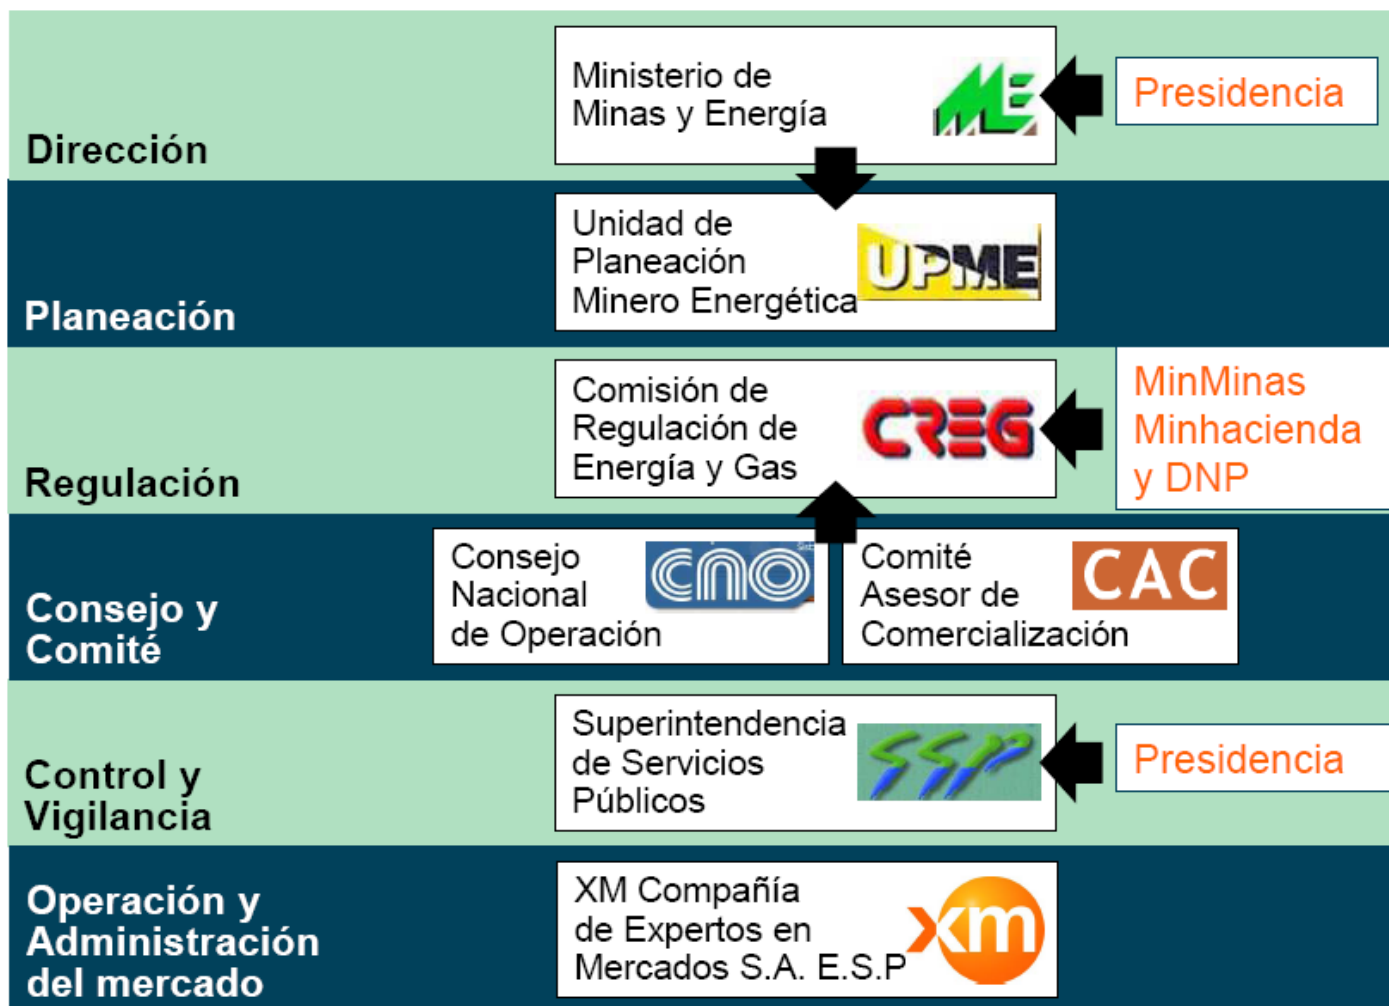 Dirección
Ministerio de
Minas y Energía
ME
Presidencia
Planeación
Unidad de
Planeación
Minero Energética
UPME
Regulación
Comisión de
Regulación de
Energía y Gas
CREG
MinMinas
Minhacienda
y DNP
Consejo y
Comité
Consejo
Nacional
de Operación
cno
Comité
Asesor de
Comercialización
CAC
Control y
Vigilancia
Superintendencia
de Servicios
Públicos
SSP
Presidencia
Operación y
Administración
del mercado
XM Compañía
de Expertos en
Mercados S.A. E.S.P
xm